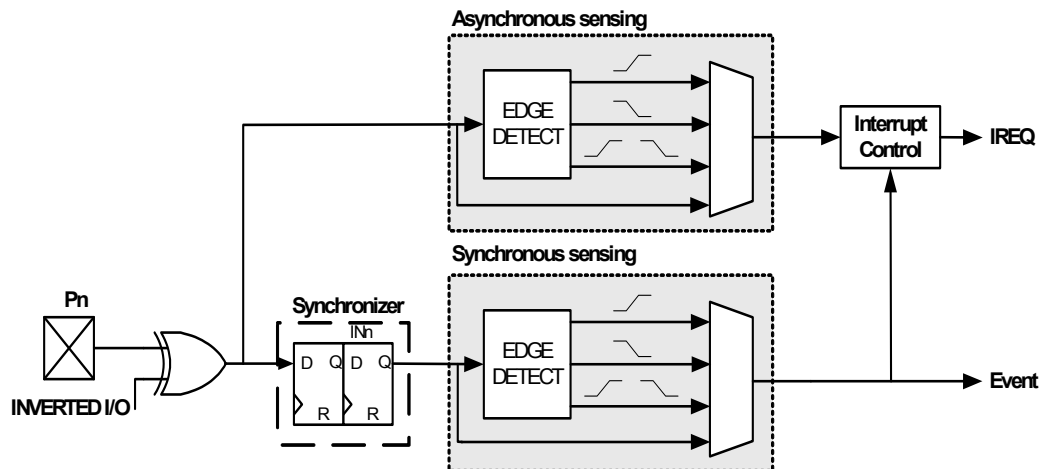 Asynchronous sensing
EDGE
DETECT
Interrupt
Control
IREQ
Synchronous sensing
Pn
Synchronizer
INn
D Q D Q
R R
INVERTED I/O
EDGE
DETECT
Event